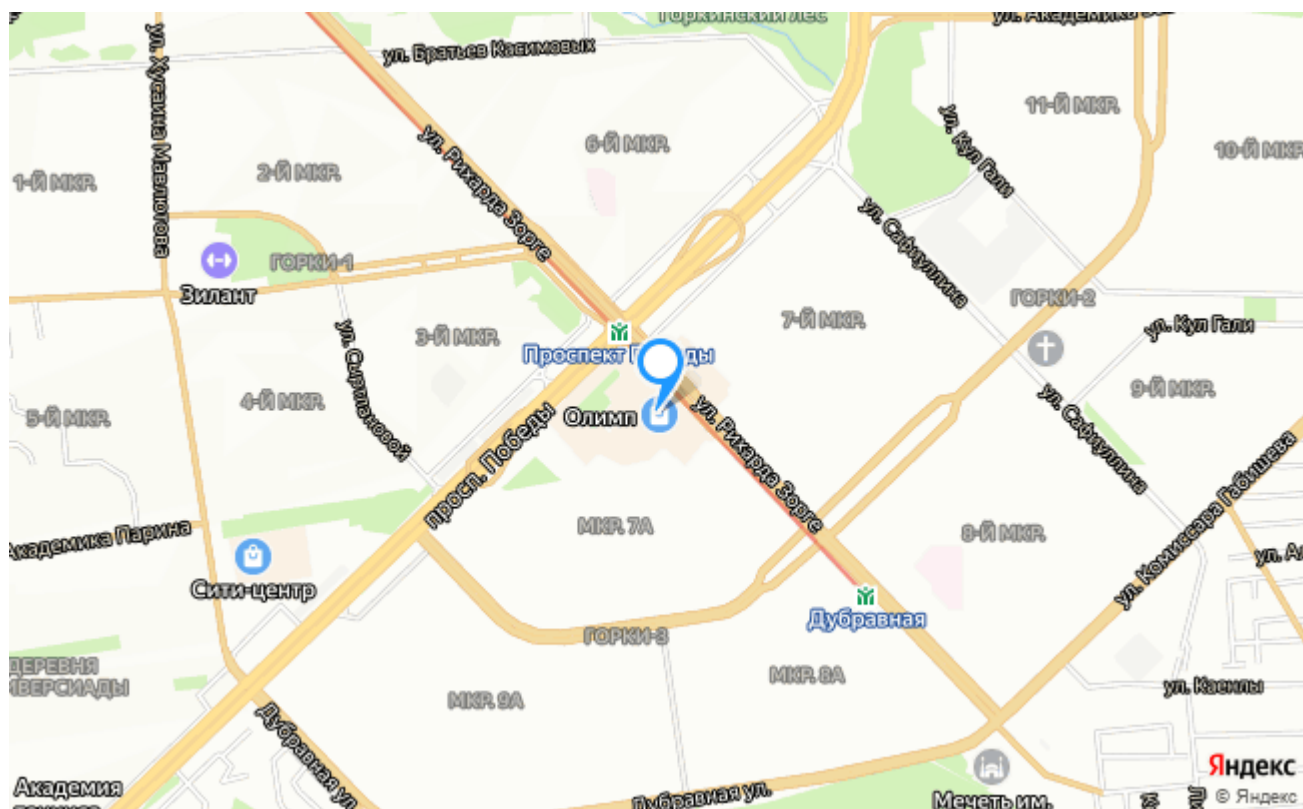 Горкинский Лес
ул. Академика
ул. Братьев Касимовых
ул. Хусаина Мавлютова
ул. Рихарда Зорге
6-Й МКР.
11-Й МКР.
ул. Кул Гали
10-Й МКР.
2-Й МКР.
1-Й МКР.
ул. Сафиуллина
ГОРКИ-1
Зилант
ГОРКИ-2
7-Й МКР.
ул. Кул Гали
3-Й МКР.
ул. Сыртлановой
Проспект
9-Й МКР.
4-Й МКР.
5-Й МКР.
Олимп
ул. Рихарда Зорге
ул. Сафиуллина
просп. Победы
ул. Комиссара Габишева
МКР. 7А
Академика Парина
8-Й МКР.
Сити-центр
Дубравная
ГОРКИ-3
ДЕРЕВНЯ
МКР. 8А
ул. Каенлы
МКР. 9А
Дубравная ул.
Яндекс
Академия
Дубравная ул.
Мечеть им.
© Яндекс